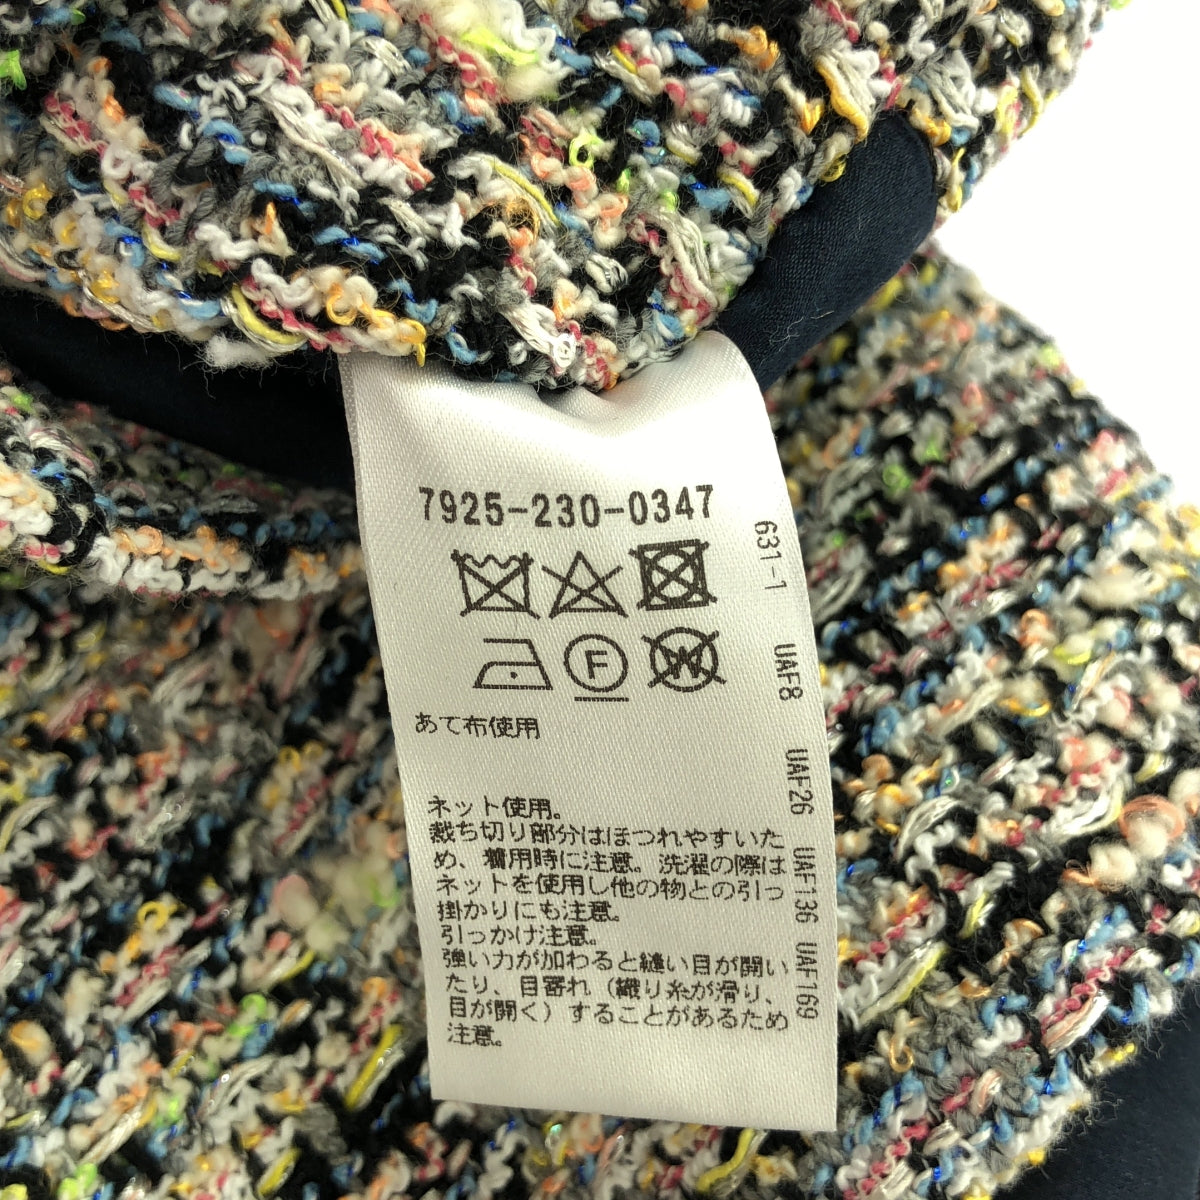 7925-230-0347
F
W
あて布使用
ネット使用。
裁ち切り部分はほつれやすいた
め、着用時に注意。洗濯の際は
ネットを使用し他の物との引っ
掛かりにも注意。
引っかけ注意。
強い力が加わると縫い目が開い
たり、目寄れ（織り糸が滑り、
目が開く）することがあるため
注意。
631-1 UAF8 UAF26 UAF136 UAF169